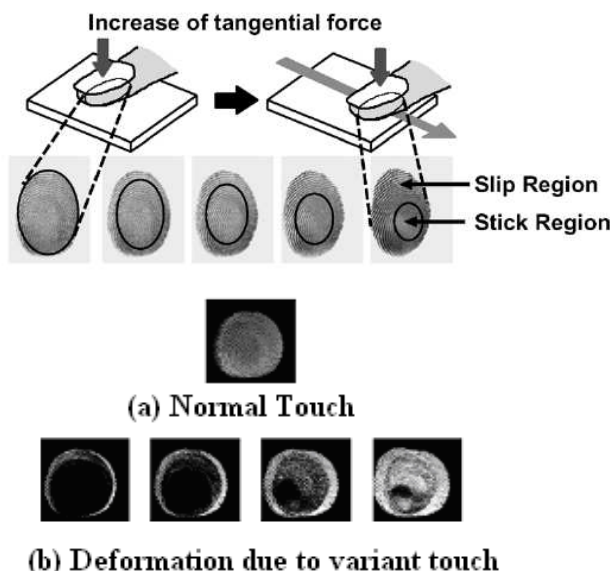 Increase of tangential force
Slip Region
Stick Region
(a) Normal Touch
(b) Deformation due to variant touch